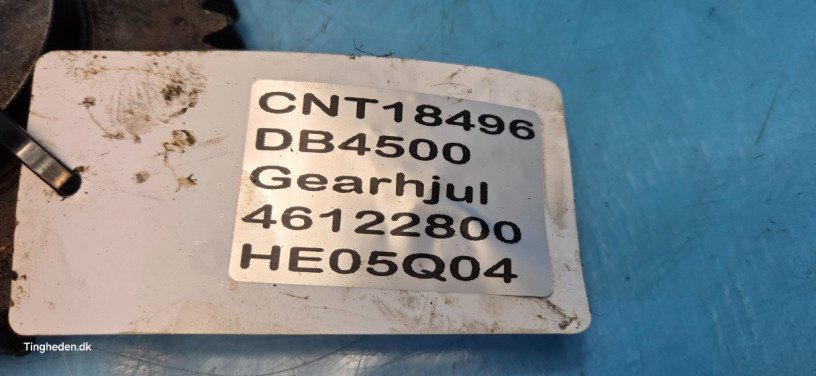 CNT18496
DB4500
Gearhjul
46122800
HE05Q04
Tingheden.dk